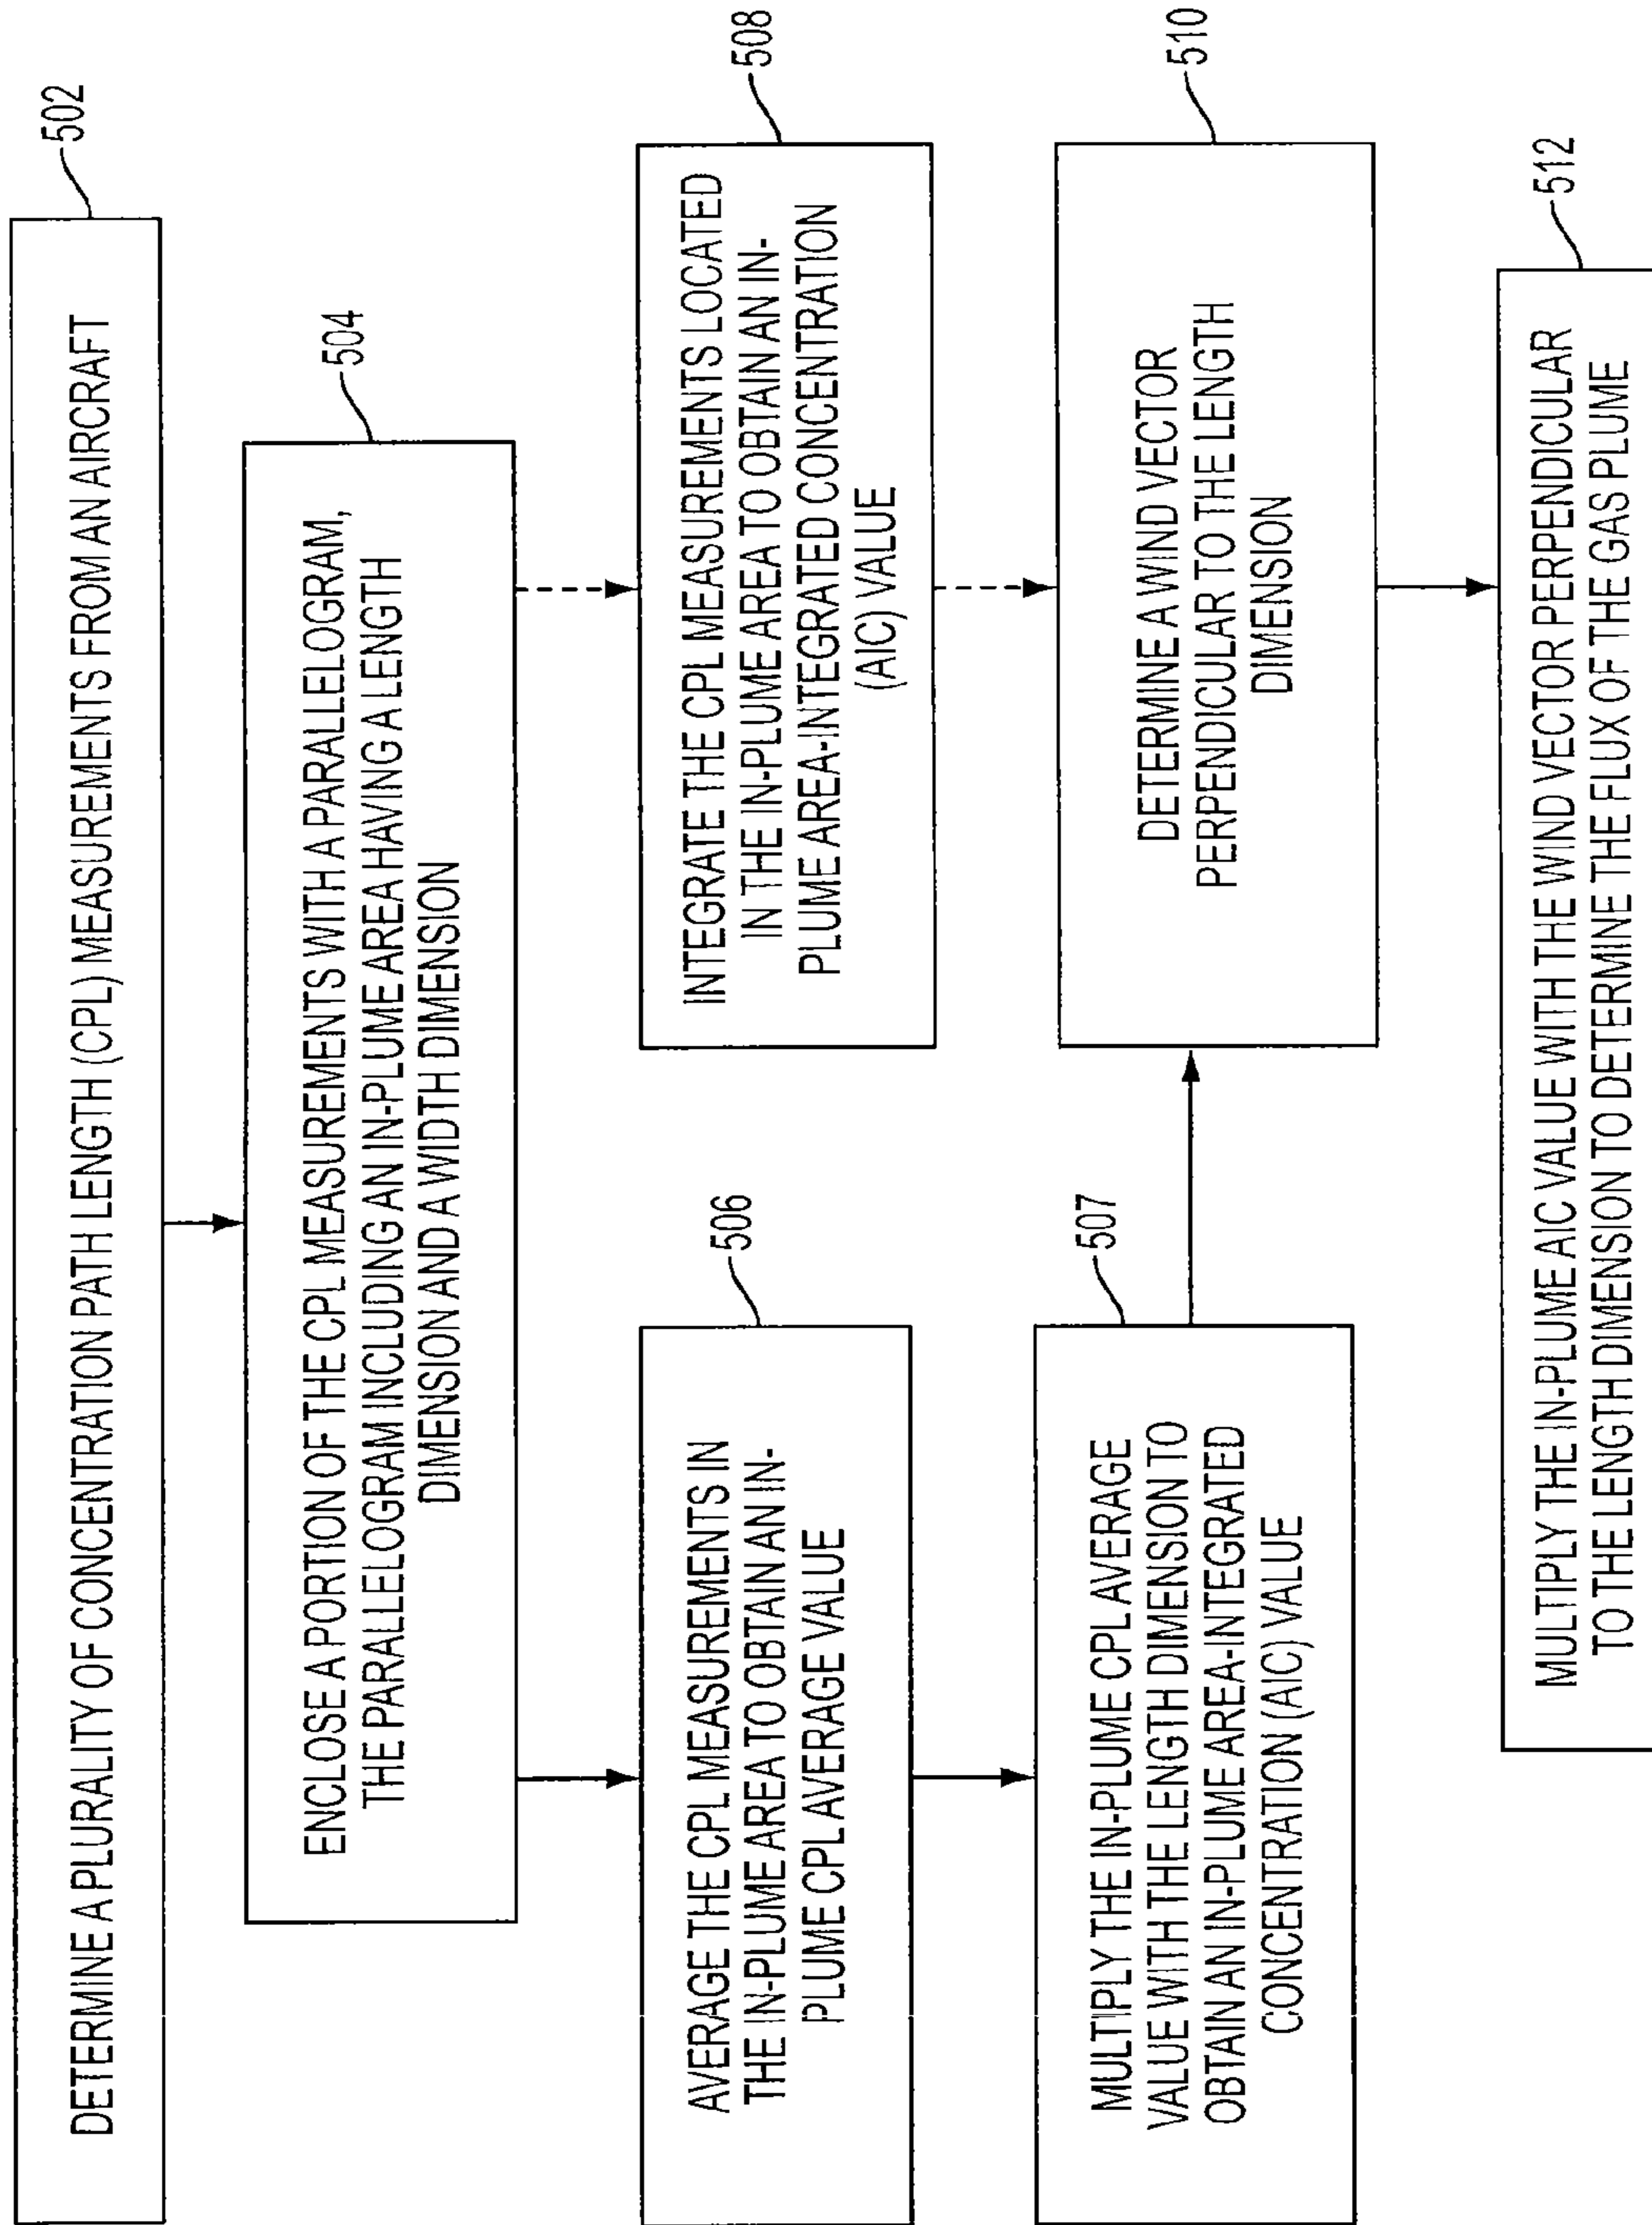 502
DETERMINE A PLURALITY OF CONCENTRATION PATH LENGTH (CPL) MEASUREMENTS FROM AN AIRCRAFT
504
ENCLOSE A PORTION OF THE CPL MEASUREMENTS WITH A PARALLELOGRAM,
THE PARALLELOGRAM INCLUDING AN IN-PLUME AREA HAVING A LENGTH
DIMENSION AND A WIDTH DIMENSION
506
AVERAGE THE CPL MEASUREMENTS IN
THE IN-PLUME AREA TO OBTAIN AN IN-
PLUME CPL AVERAGE VALUE
508
INTEGRATE THE CPL MEASUREMENTS LOCATED
IN THE IN-PLUME AREA TO OBTAIN AN IN-
PLUME AREA-INTEGRATED CONCENTRATION
(AIC) VALUE
507
MULTIPLY THE IN-PLUME CPL AVERAGE
VALUE WITH THE LENGTH DIMENSION TO
OBTAIN AN IN-PLUME AREA-INTEGRATED
CONCENTRATION (AIC) VALUE
510
DETERMINE A WIND VECTOR
PERPENDICULAR TO THE LENGTH
DIMENSION
512
MULTIPLY THE IN-PLUME AIC VALUE WITH THE WIND VECTOR PERPENDICULAR
TO THE LENGTH DIMENSION TO DETERMINE THE FLUX OF THE GAS PLUME